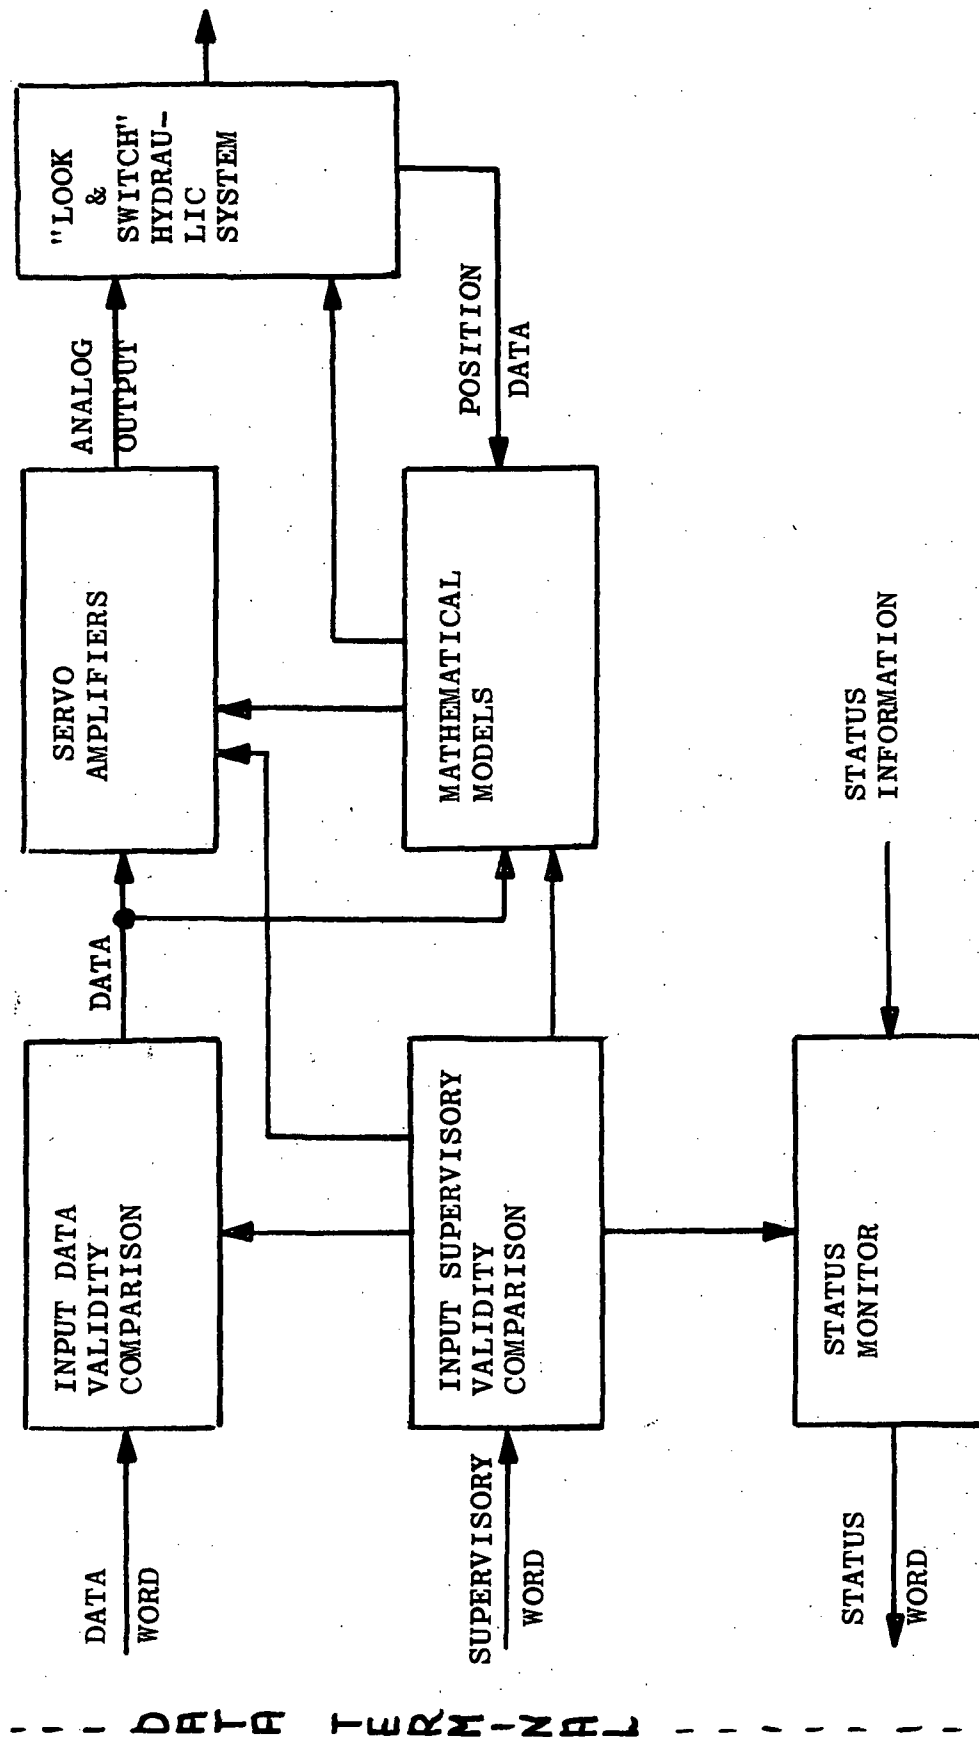 DATA TERMINAL
DATA
WORD
INPUT DATA
VALIDITY
COMPARISON
DATA
SERVO
AMPLIFIERS
ANALOG
OUTPUT
"LOOK
&
SWITCH"
HYDRAU-
LIC
SYSTEM
SUPERVISORY
WORD
INPUT SUPERVISORY
VALIDITY
COMPARISON
MATHEMATICAL
MODELS
POSITION
DATA
STATUS
WORD
STATUS
MONITOR
STATUS
INFORMATION